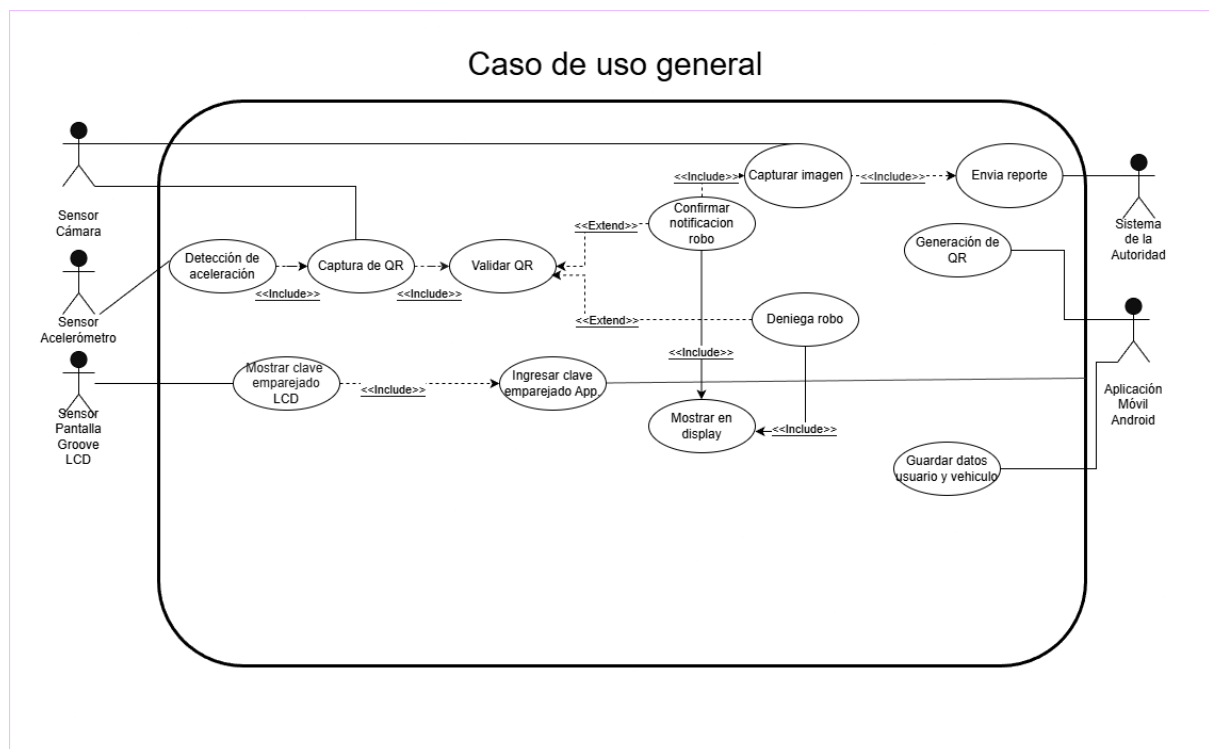 Caso de uso general
Sensor
Cámara
<<Include>>
Capturar imagen
<<Include>>
Envia reporte
Sistema
de la
Autoridad
Confirmar
notificacion
robo
<<Extend>>
Generación de
QR
Detección de
aceleración
<<Include>>
Captura de QR
<<Include>>
Validar QR
Sensor
Acelerómetro
<<Extend>>
Deniega robo
<<Include>>
Mostrar clave
emparejado
LCD
<<Include>>
Ingresar clave
emparejado App.
Aplicación
Móvil
Android
Sensor
Pantalla
Groove
LCD
Mostrar en
display
<<Include>>
Guardar datos
usuario y vehiculo